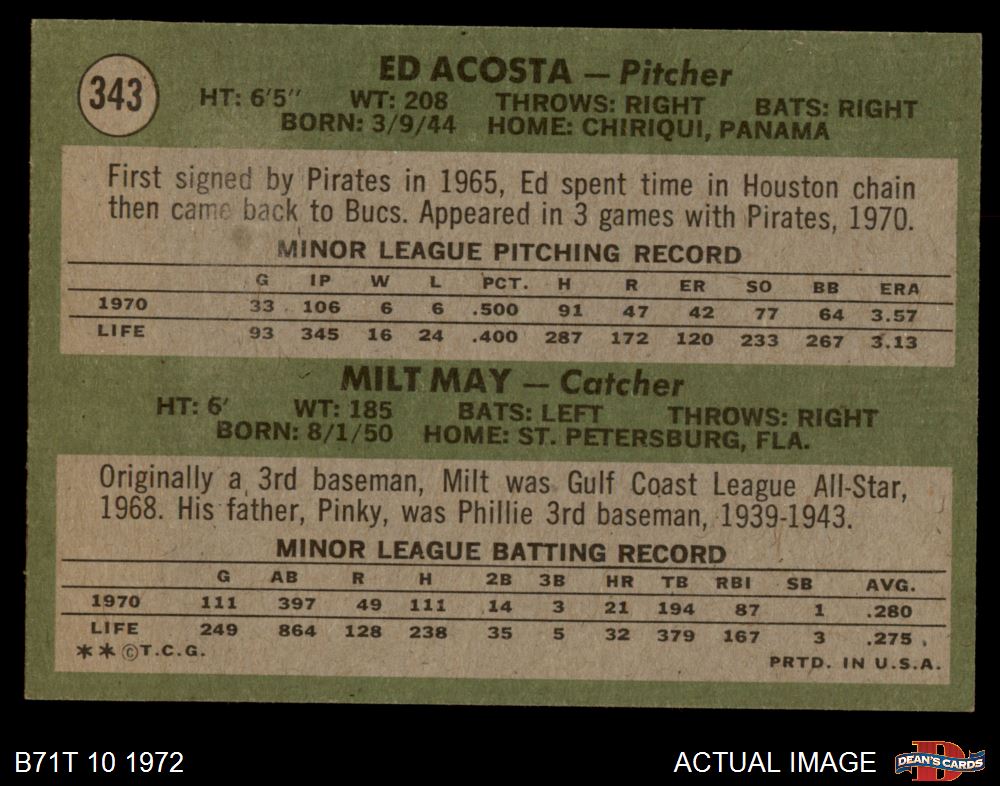 343
ED ACOSTA — Pitcher
HT: 6'5" WT: 208 THROWS: RIGHT BATS: RIGHT
BORN: 3/9/44 HOME: CHIRIQUI, PANAMA
First signed by Pirates in 1965, Ed spent time in Houston chain
then came back to Bucs. Appeared in 3 games with Pirates, 1970.
MINOR LEAGUE PITCHING RECORD
G IP W L PCT. H R ER SO BB ERA
1970 33 106 6 6 .500 91 47 42 77 64 3.57
LIFE 93 345 16 24 .400 287 172 120 233 267 3.13
MILT MAY — Catcher
HT: 6' WT: 185 BATS: LEFT THROWS: RIGHT
BORN: 8/1/50 HOME: ST. PETERSBURG, FLA.
Originally a 3rd baseman, Milt was Gulf Coast League All-Star,
1968. His father, Pinky, was Phillie 3rd baseman, 1939-1943.
MINOR LEAGUE BATTING RECORD
G AB R H 2B 3B HR TB RBI SB AVG.
1970 111 397 49 111 14 3 21 194 87 1 .280
LIFE 249 864 128 238 35 5 32 379 167 3 .275
**©T.C.G.
PRTD. IN U.S.A.
B71T 10 1972
ACTUAL IMAGE
D
DEAN'S CARDS